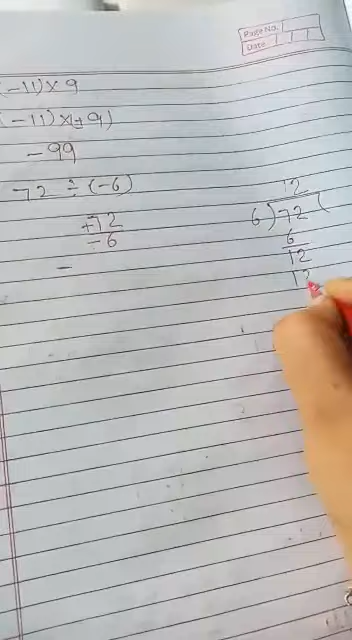 Page No.
Date / /
(-11) × 9
(-11) × (+9)
-99
72 ÷ (-6)
+72
-6
-
12
6) 72 (
6
12
12